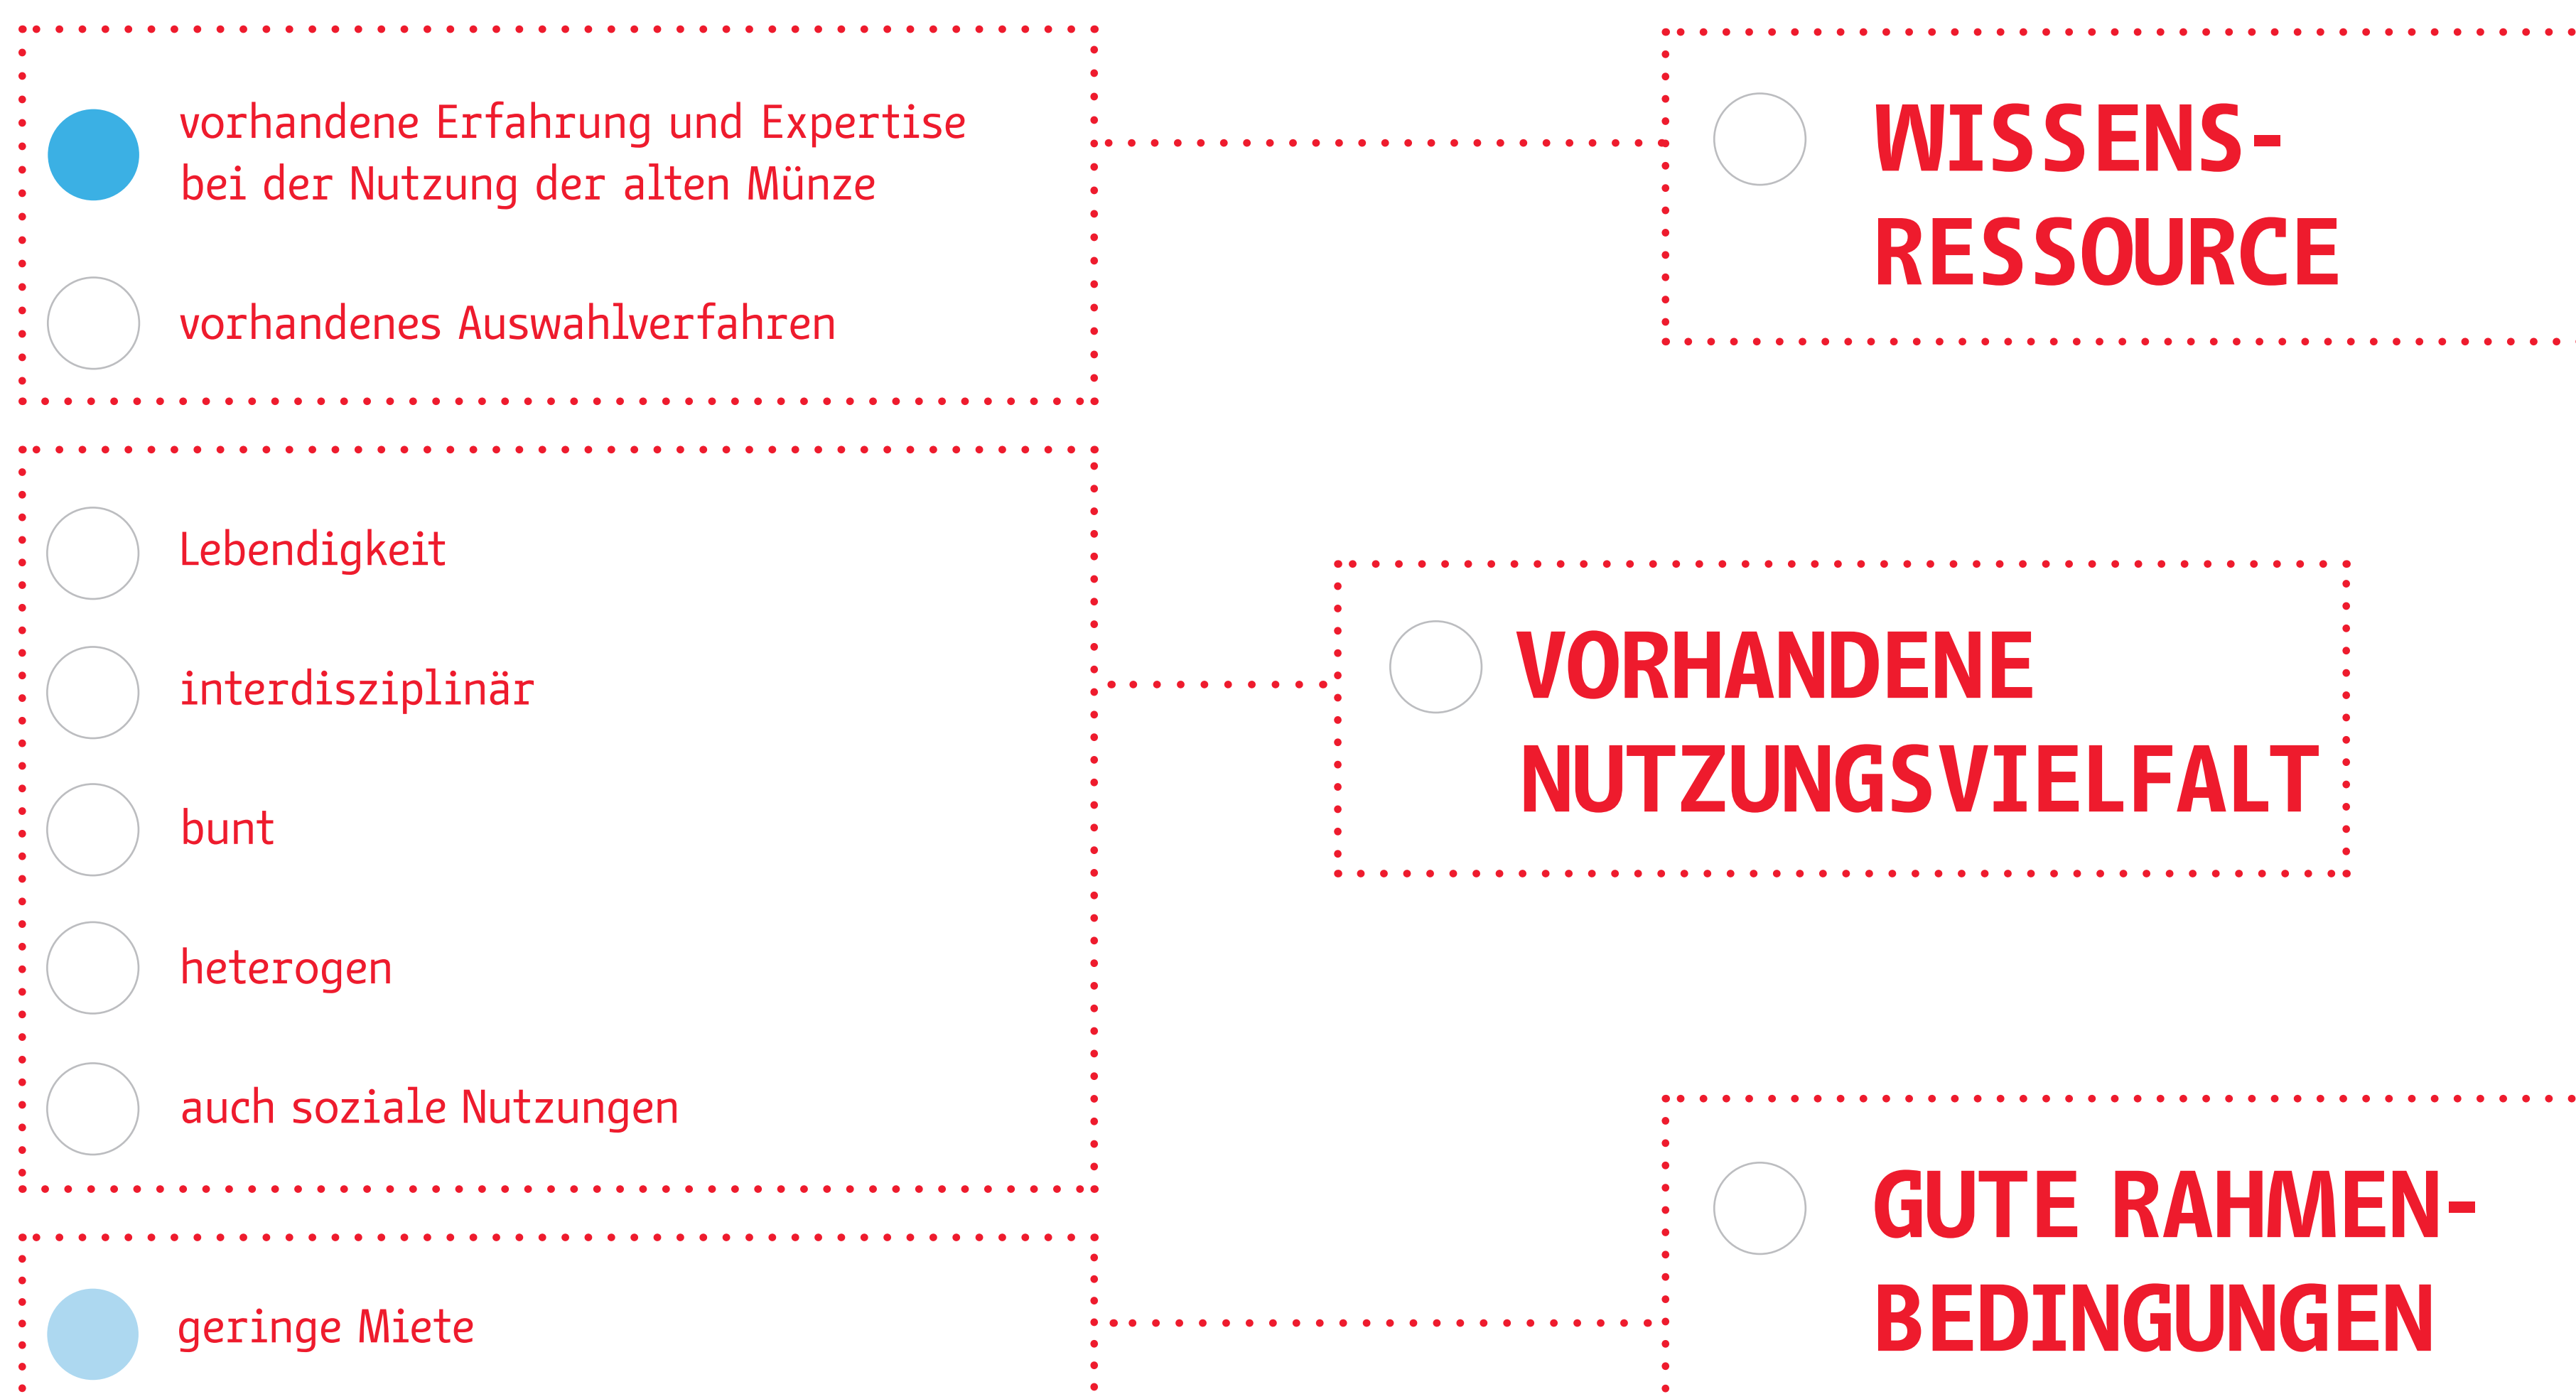 vorhandene Erfahrung und Expertise
bei der Nutzung der alten Münze
vorhandenes Auswahlverfahren
WISSENS-
RESSOURCE
Lebendigkeit
interdisziplinär
bunt
heterogen
auch soziale Nutzungen
VORHANDENE
NUTZUNGSVIELFALT
geringe Miete
GUTE RAHMEN-
BEDINGUNGEN